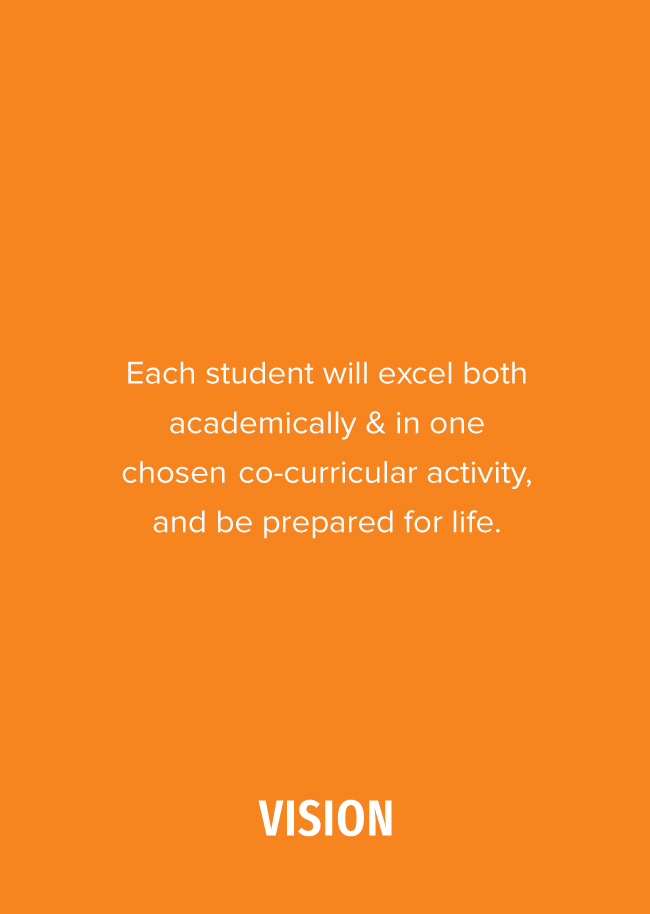 Each student will excel both
academically & in one
chosen co-curricular activity,
and be prepared for life.
VISION